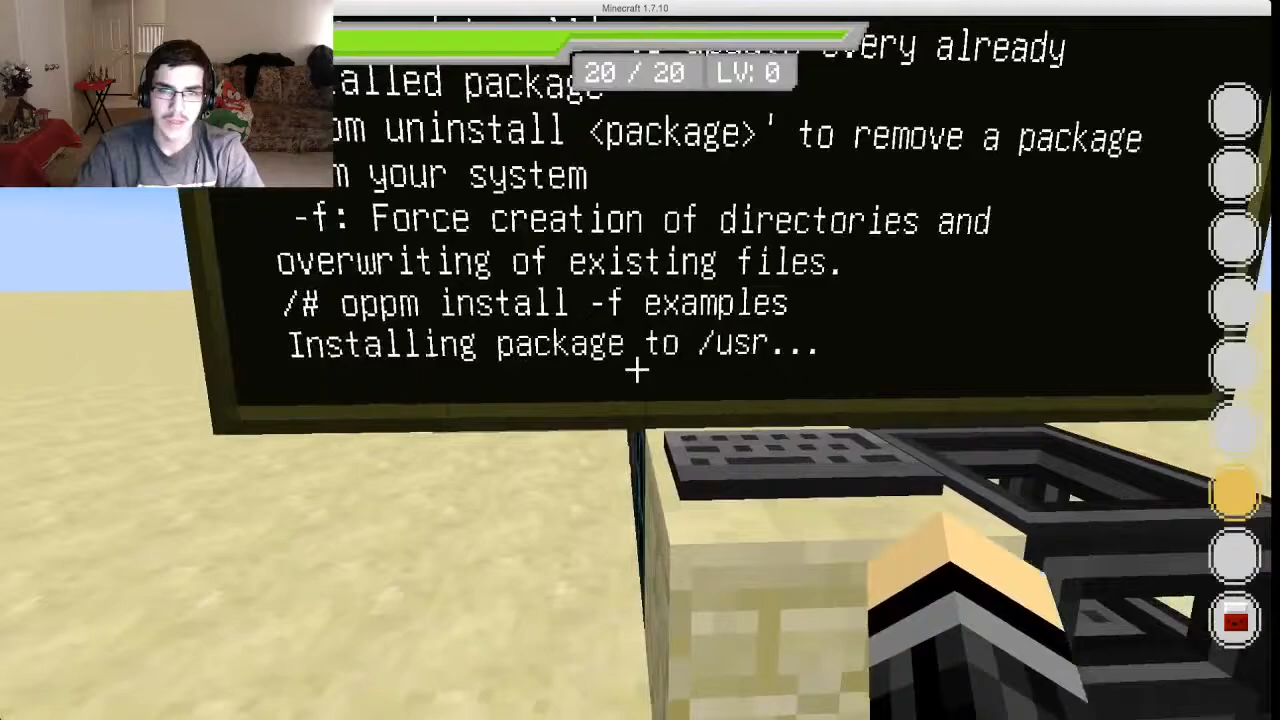 Minecraft 1.7.10
every already
alled package
20 / 20 LV: 0
uninstall <package>' to remove a package
your system
-f: Force creation of directories and
overwriting of existing files.
/# oppm install -f examples
Installing package to /usr...